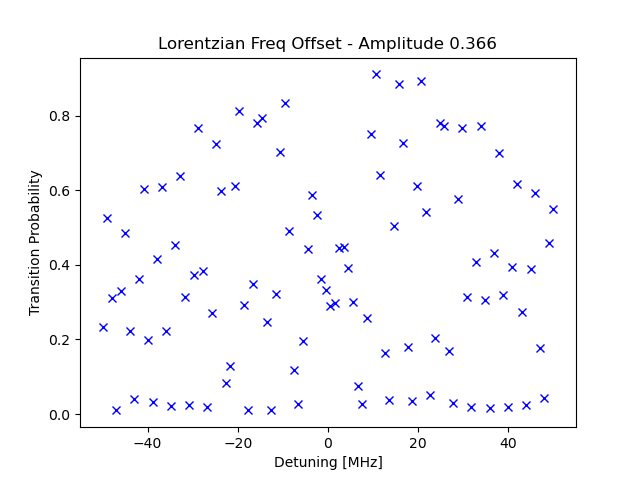 Lorentzian Freq Offset - Amplitude 0.366
Transition Probability
0.8
0.6
0.4
0.2
0.0
−40 −20 0 20 40
Detuning [MHz]